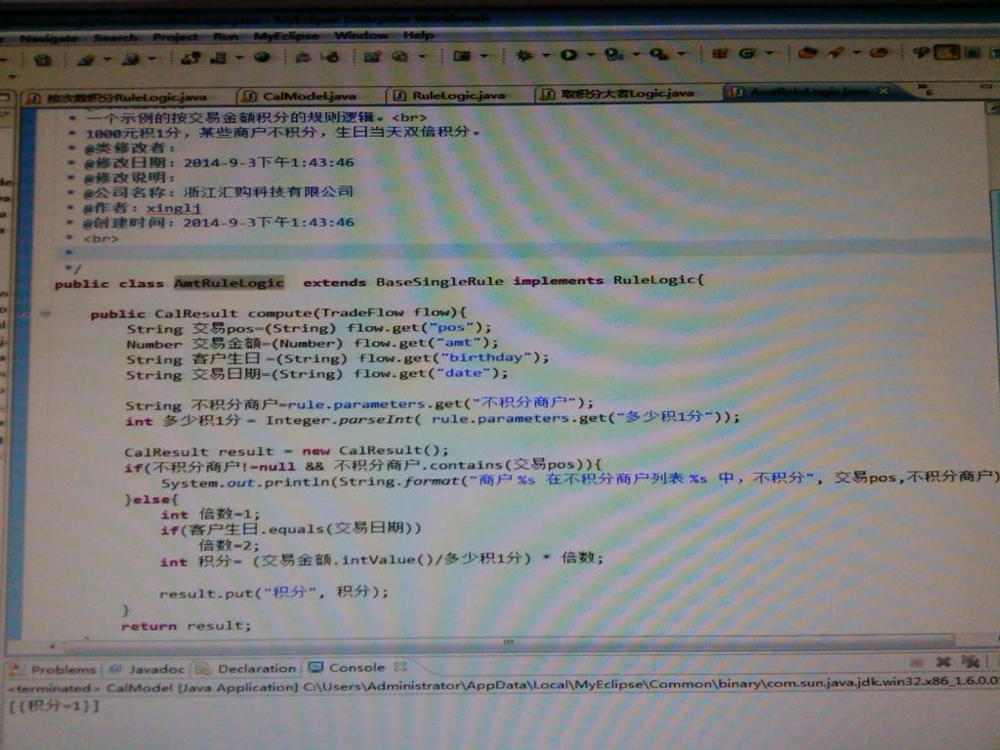 RuleLogic.java - MyEclipse Enterprise Workbench
Navigate Search Project Run MyEclipse Window Help
按次数积分RuleLogic.java CalModel.java RuleLogic.java 取积分大者Logic.java AmtRuleLogic.java
* 一个示例的按交易金额积分的规则逻辑。<br>
* 1000元积1分，某些商户不积分，生日当天双倍积分。
* @类修改者：
* @修改日期：2014-9-3下午1:43:46
* @修改说明：
* @公司名称：浙江汇购科技有限公司
* @作者：xinglj
* @创建时间：2014-9-3下午1:43:46
* <br>
*
*/
public class AmtRuleLogic extends BaseSingleRule implements RuleLogic{
public CalResult compute(TradeFlow flow){
String 交易pos=(String) flow.get("pos");
Number 交易金额=(Number) flow.get("amt");
String 客户生日 =(String) flow.get("birthday");
String 交易日期=(String) flow.get("date");
String 不积分商户=rule.parameters.get("不积分商户");
int 多少积1分 = Integer.parseInt( rule.parameters.get("多少积1分"));
CalResult result = new CalResult();
if(不积分商户!=null && 不积分商户.contains(交易pos)){
System.out.println(String.format("商户 %s 在不积分商户列表 %s 中，不积分", 交易pos,不积分商户)
}else{
int 倍数=1;
if(客户生日.equals(交易日期))
倍数=2;
int 积分= (交易金额.intValue()/多少积1分) * 倍数;
result.put("积分", 积分);
}
return result;
Problems Javadoc Declaration Console
<terminated> CalModel [Java Application] C:\Users\Administrator\AppData\Local\MyEclipse\Common\binary\com.sun.java.jdk.win32.x86_1.6.0.0
[{积分=1}]